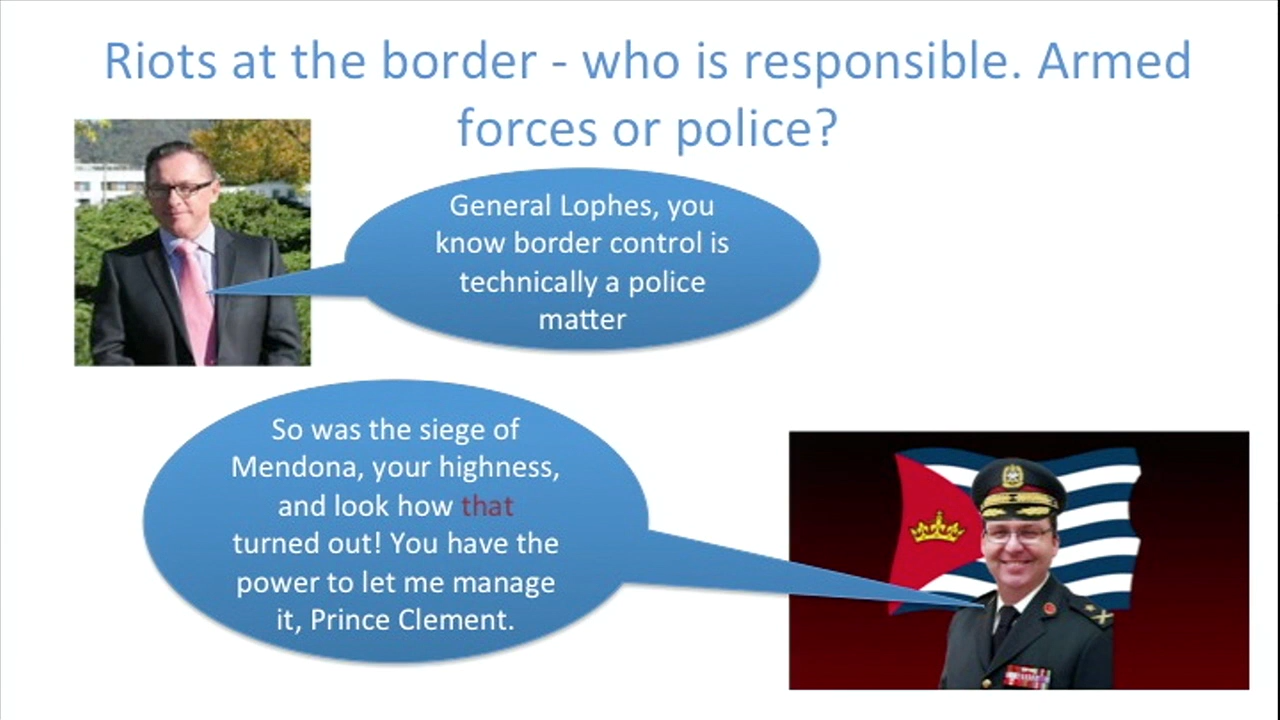 Riots at the border - who is responsible. Armed
forces or police?
General Lophes, you
know border control is
technically a police
matter
So was the siege of
Mendona, your highness,
and look how that
turned out! You have the
power to let me manage
it, Prince Clement.